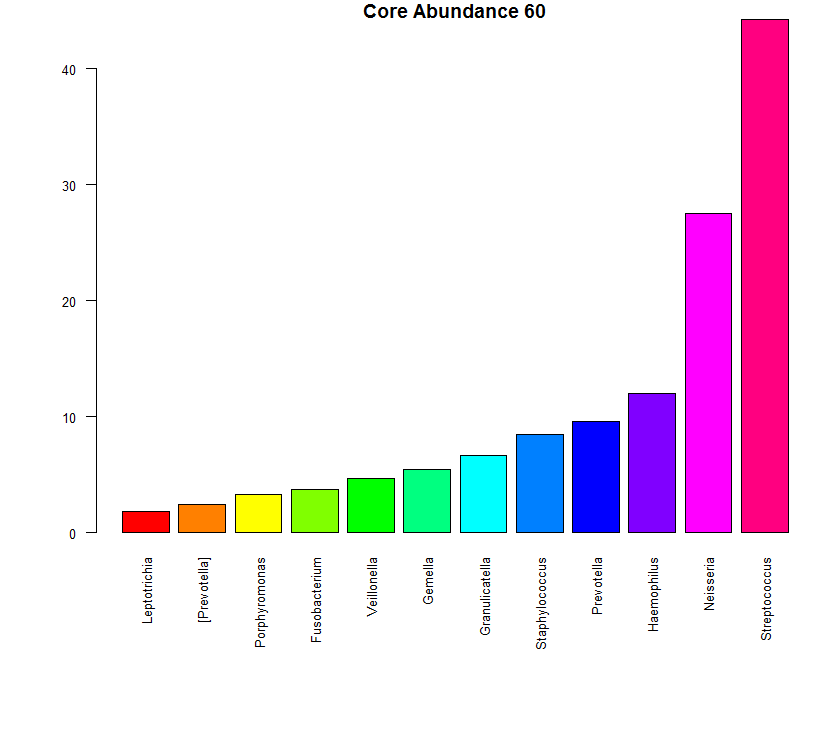 Core Abundance 60
40
30
20
10
0
Leptotrichia
[Prevotella]
Porphyromonas
Fusobacterium
Veillonella
Gemella
Granulicatella
Staphylococcus
Prevotella
Haemophilus
Neisseria
Streptococcus